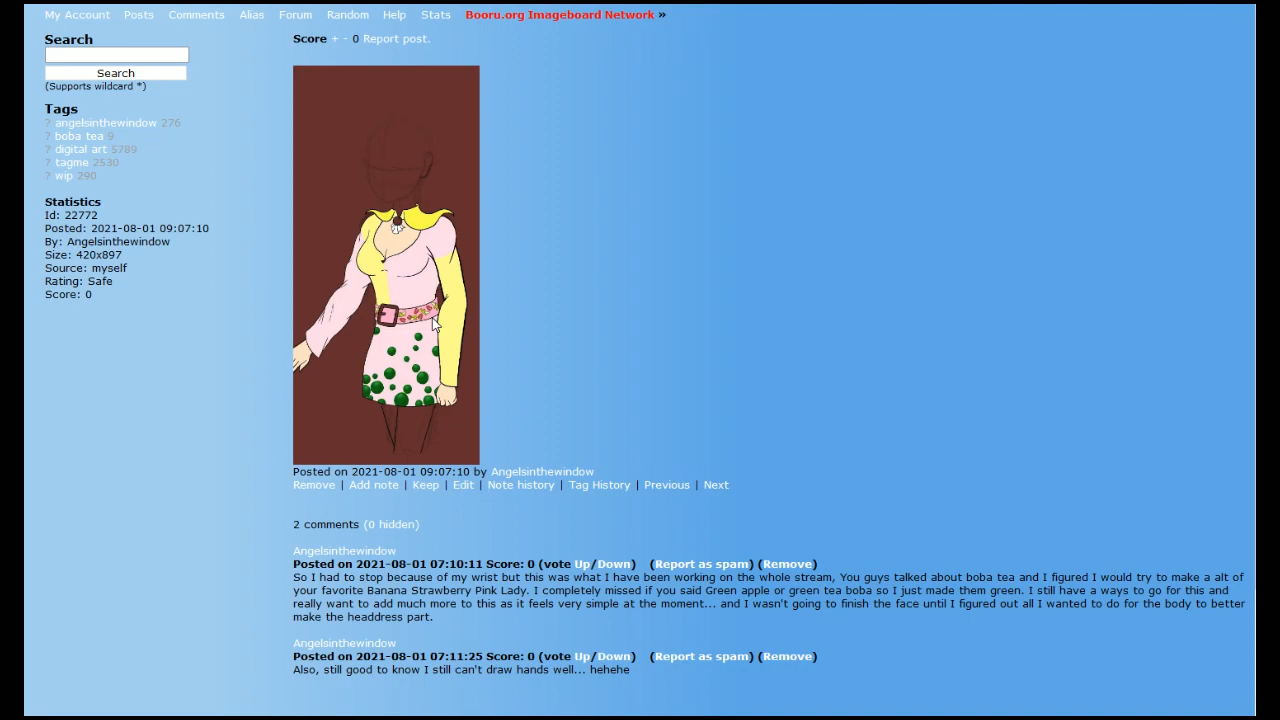 My Account Posts Comments Alias Forum Random Help Stats Booru.org Imageboard Network »
Search
Search
(Supports wildcard *)
Tags
? angelsinthewindow 276
? boba tea 9
? digital art 5789
? tagme 2530
? wip 290
Statistics
Id: 22772
Posted: 2021-08-01 09:07:10
By: Angelsinthewindow
Size: 420x897
Source: myself
Rating: Safe
Score: 0
Score + - 0 Report post.
Posted on 2021-08-01 09:07:10 by Angelsinthewindow
Remove | Add note | Keep | Edit | Note history | Tag History | Previous | Next
2 comments (0 hidden)
Angelsinthewindow
Posted on 2021-08-01 07:10:11 Score: 0 (vote Up/Down) (Report as spam) (Remove)
So I had to stop because of my wrist but this was what I have been working on the whole stream, You guys talked about boba tea and I figured I would try to make a alt of
your favorite Banana Strawberry Pink Lady. I completely missed if you said Green apple or green tea boba so I just made them green. I still have a ways to go for this and
really want to add much more to this as it feels very simple at the moment... and I wasn't going to finish the face until I figured out all I wanted to do for the body to better
make the headdress part.
Angelsinthewindow
Posted on 2021-08-01 07:11:25 Score: 0 (vote Up/Down) (Report as spam) (Remove)
Also, still good to know I still can't draw hands well... hehehe